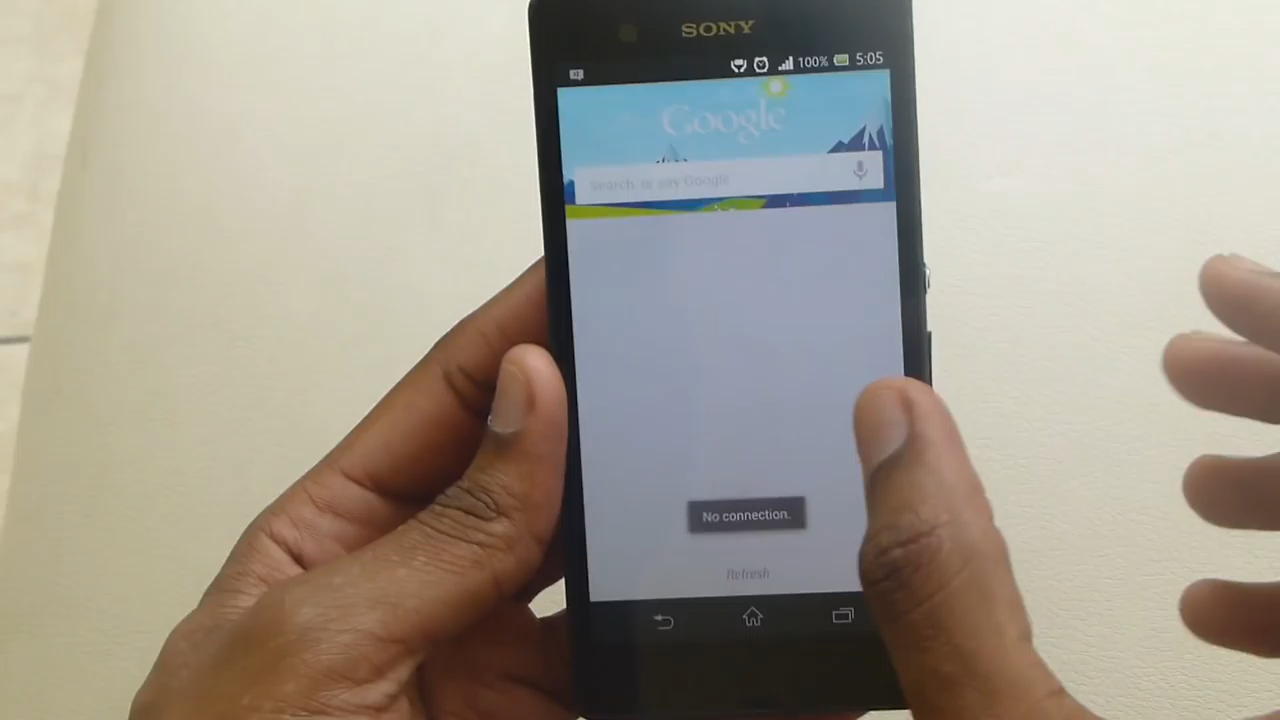 SONY
100% 5:05
Google
Search, or say Google
No connection.
Refresh